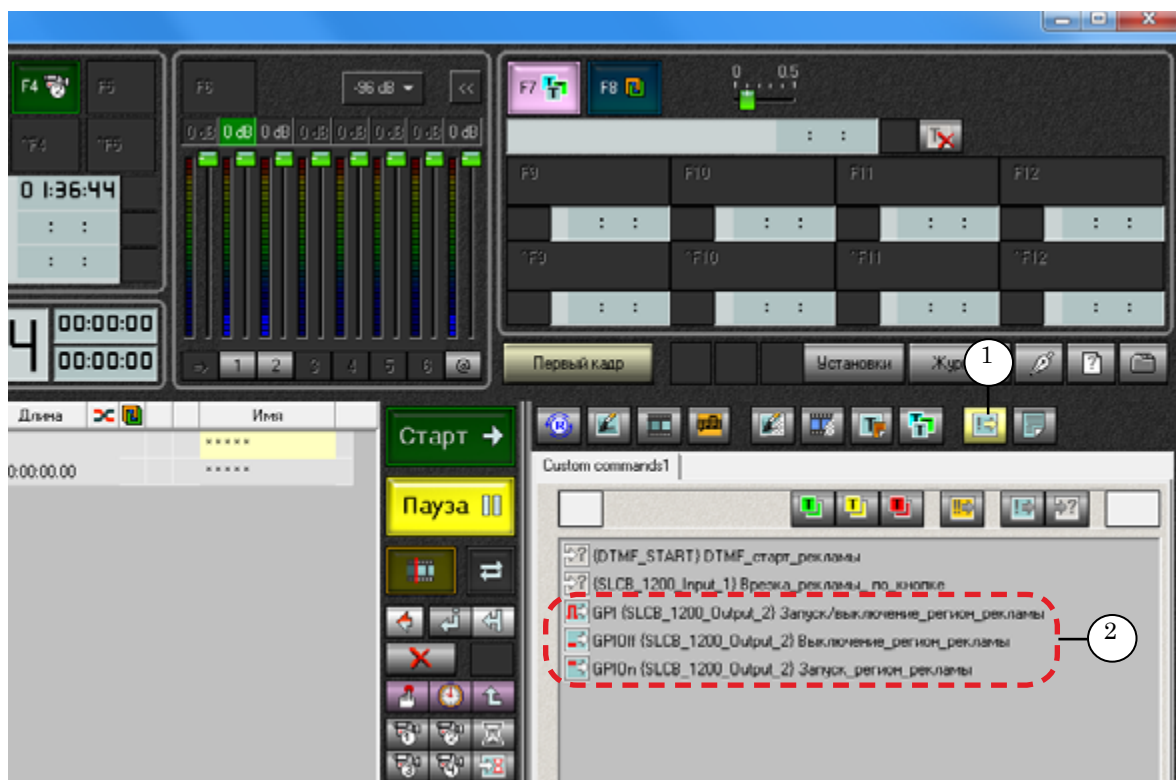 F4 F5 F6 -96 dB << F7 F8 0 0.5
^F4 ^F5 0 dB 0 dB 0 dB 0 dB 0 dB 0 dB 0 dB 0 dB
01:36:44 F9 F10 F11 F12
: : : : : : : : : :
: : ^F9 ^F10 ^F11 ^F12
: : : : : : : :
4 00:00:00
00:00:00 1 2 3 4 5 6 @ Первый кадр Установки 1
Длина Имя Старт
*****
0:00:00.00 ***** Custom commands1
Пауза
{DTMF_START} DTMF_старт_рекламы
{SLCB_1200_Input_1} Врезка_рекламы_по_кнопке
GPI {SLCB_1200_Output_2} Запуск/выключение_регион_рекламы
GPIOff {SLCB_1200_Output_2} Выключение_регион_рекламы 2
GPIOn {SLCB_1200_Output_2} Запуск_регион_рекламы